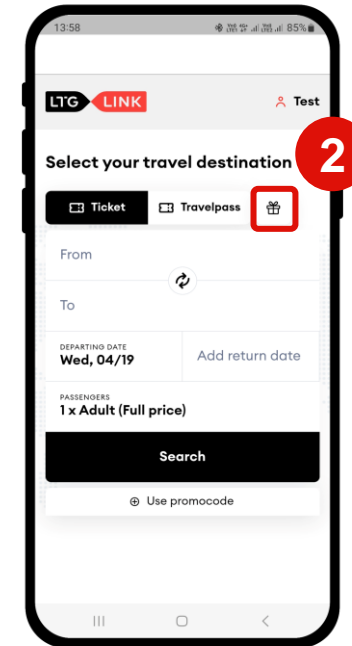 13:58
85%
LTG LINK
Test
Select your travel destination
2
Ticket
Travelpass
From
To
DEPARTING DATE
Wed, 04/19
Add return date
PASSENGERS
1 x Adult (Full price)
Search
Use promocode